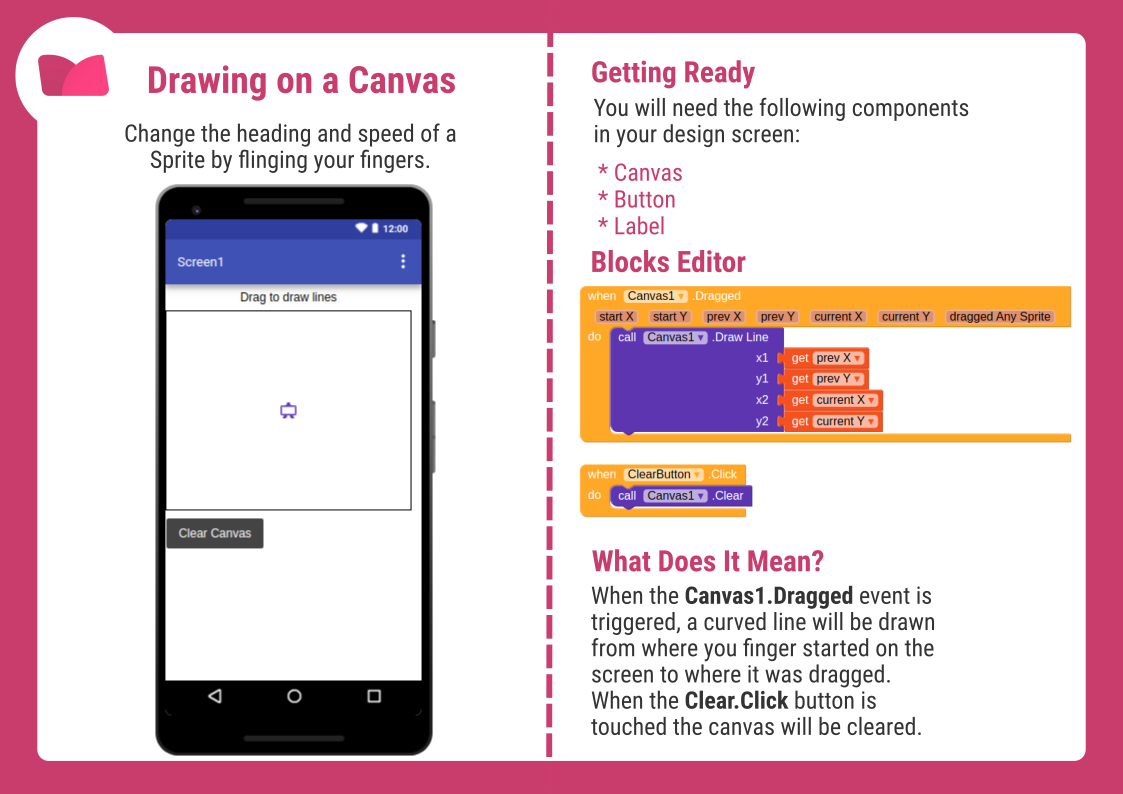 Drawing on a Canvas
Change the heading and speed of a
Sprite by flinging your fingers.
12:00
Screen1
Drag to draw lines
Clear Canvas
Getting Ready
You will need the following components
in your design screen:
* Canvas
* Button
* Label
Blocks Editor
when Canvas1 .Dragged
start X start Y prev X prev Y current X current Y dragged Any Sprite
do call Canvas1 .Draw Line
x1 get prev X
y1 get prev Y
x2 get current X
y2 get current Y
when ClearButton .Click
do call Canvas1 .Clear
What Does It Mean?
When the Canvas1.Dragged event is
triggered, a curved line will be drawn
from where you finger started on the
screen to where it was dragged.
When the Clear.Click button is
touched the canvas will be cleared.